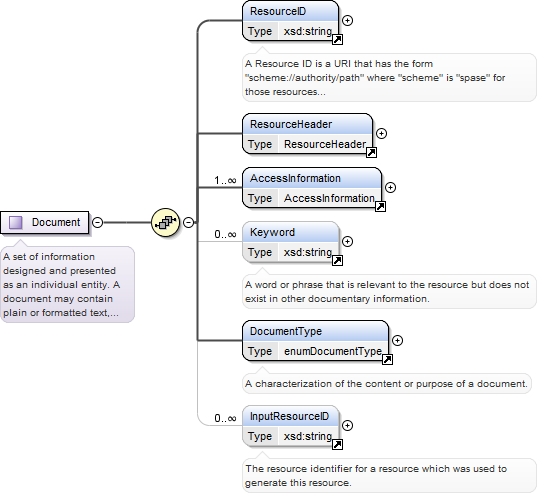 ResourceID
Type xsd:string
A Resource ID is a URI that has the form
"scheme://authority/path" where "scheme" is "spase" for
those resources...
ResourceHeader
Type ResourceHeader
1..∞
AccessInformation
Type AccessInformation
Document
A set of information
designed and presented
as an individual entity. A
document may contain
plain or formatted text,...
0..∞
Keyword
Type xsd:string
A word or phrase that is relevant to the resource but does not
exist in other documentary information.
DocumentType
Type enumDocumentType
A characterization of the content or purpose of a document.
0..∞
InputResourceID
Type xsd:string
The resource identifier for a resource which was used to
generate this resource.